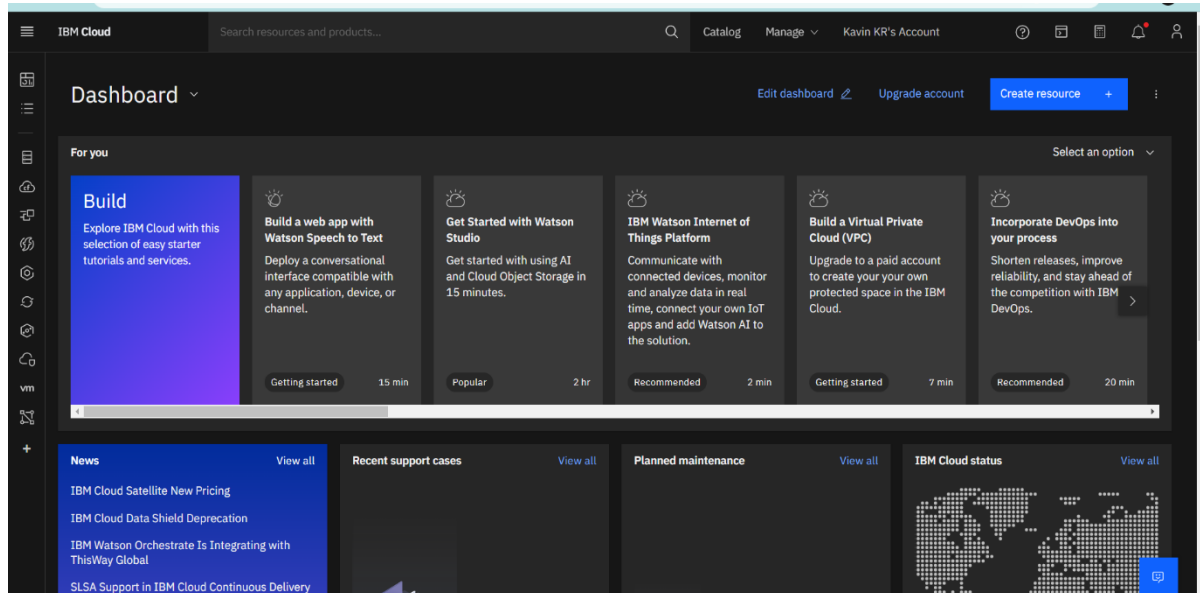 IBM Cloud
Search resources and products...
Catalog
Manage
Kavin KR's Account
Dashboard
Edit dashboard
Upgrade account
Create resource +
For you
Select an option
Build
Explore IBM Cloud with this
selection of easy starter
tutorials and services.
Build a web app with
Watson Speech to Text
Deploy a conversational
interface compatible with
any application, device, or
channel.
Getting started
15 min
Get Started with Watson
Studio
Get started with using AI
and Cloud Object Storage in
15 minutes.
Popular
2 hr
IBM Watson Internet of
Things Platform
Communicate with
connected devices, monitor
and analyze data in real
time, connect your own IoT
apps and add Watson AI to
the solution.
Recommended
2 min
Build a Virtual Private
Cloud (VPC)
Upgrade to a paid account
to create your your own
protected space in the IBM
Cloud.
Getting started
7 min
Incorporate DevOps into
your process
Shorten releases, improve
reliability, and stay ahead of
the competition with IBM
DevOps.
Recommended
20 min
vm
News
View all
IBM Cloud Satellite New Pricing
IBM Cloud Data Shield Deprecation
IBM Watson Orchestrate Is Integrating with
ThisWay Global
SLSA Support in IBM Cloud Continuous Delivery
Recent support cases
View all
Planned maintenance
View all
IBM Cloud status
View all